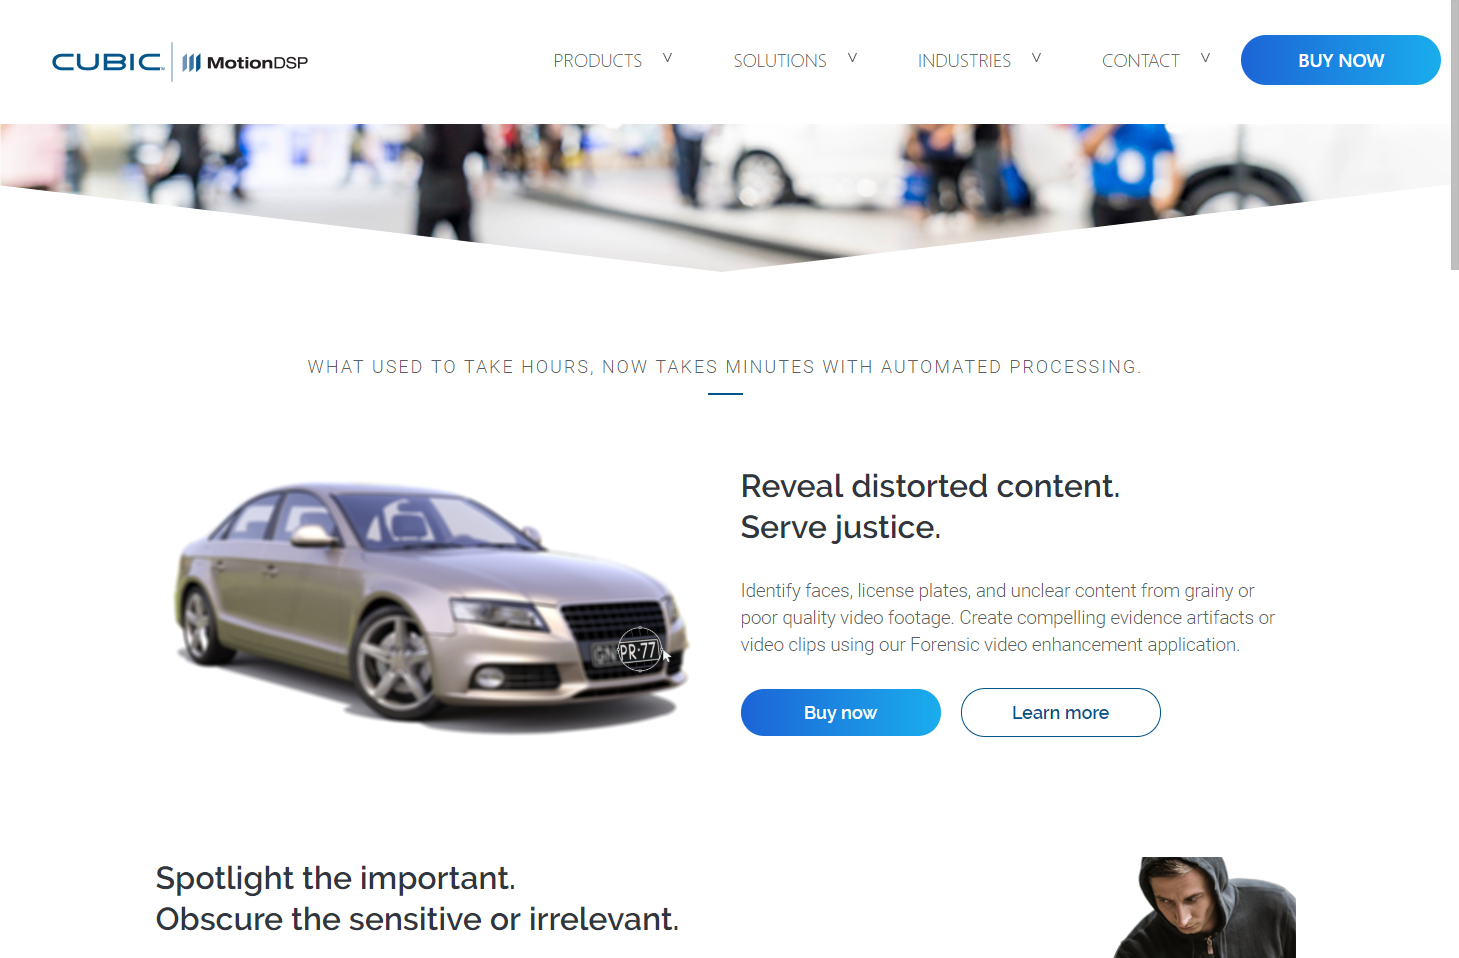 CUBIC
MotionDSP
PRODUCTS
SOLUTIONS
INDUSTRIES
CONTACT
BUY NOW
WHAT USED TO TAKE HOURS, NOW TAKES MINUTES WITH AUTOMATED PROCESSING.
Reveal distorted content.
Serve justice.
Identify faces, license plates, and unclear content from grainy or
poor quality video footage. Create compelling evidence artifacts or
video clips using our Forensic video enhancement application.
GNPR·77
Buy now
Learn more
Spotlight the important.
Obscure the sensitive or irrelevant.